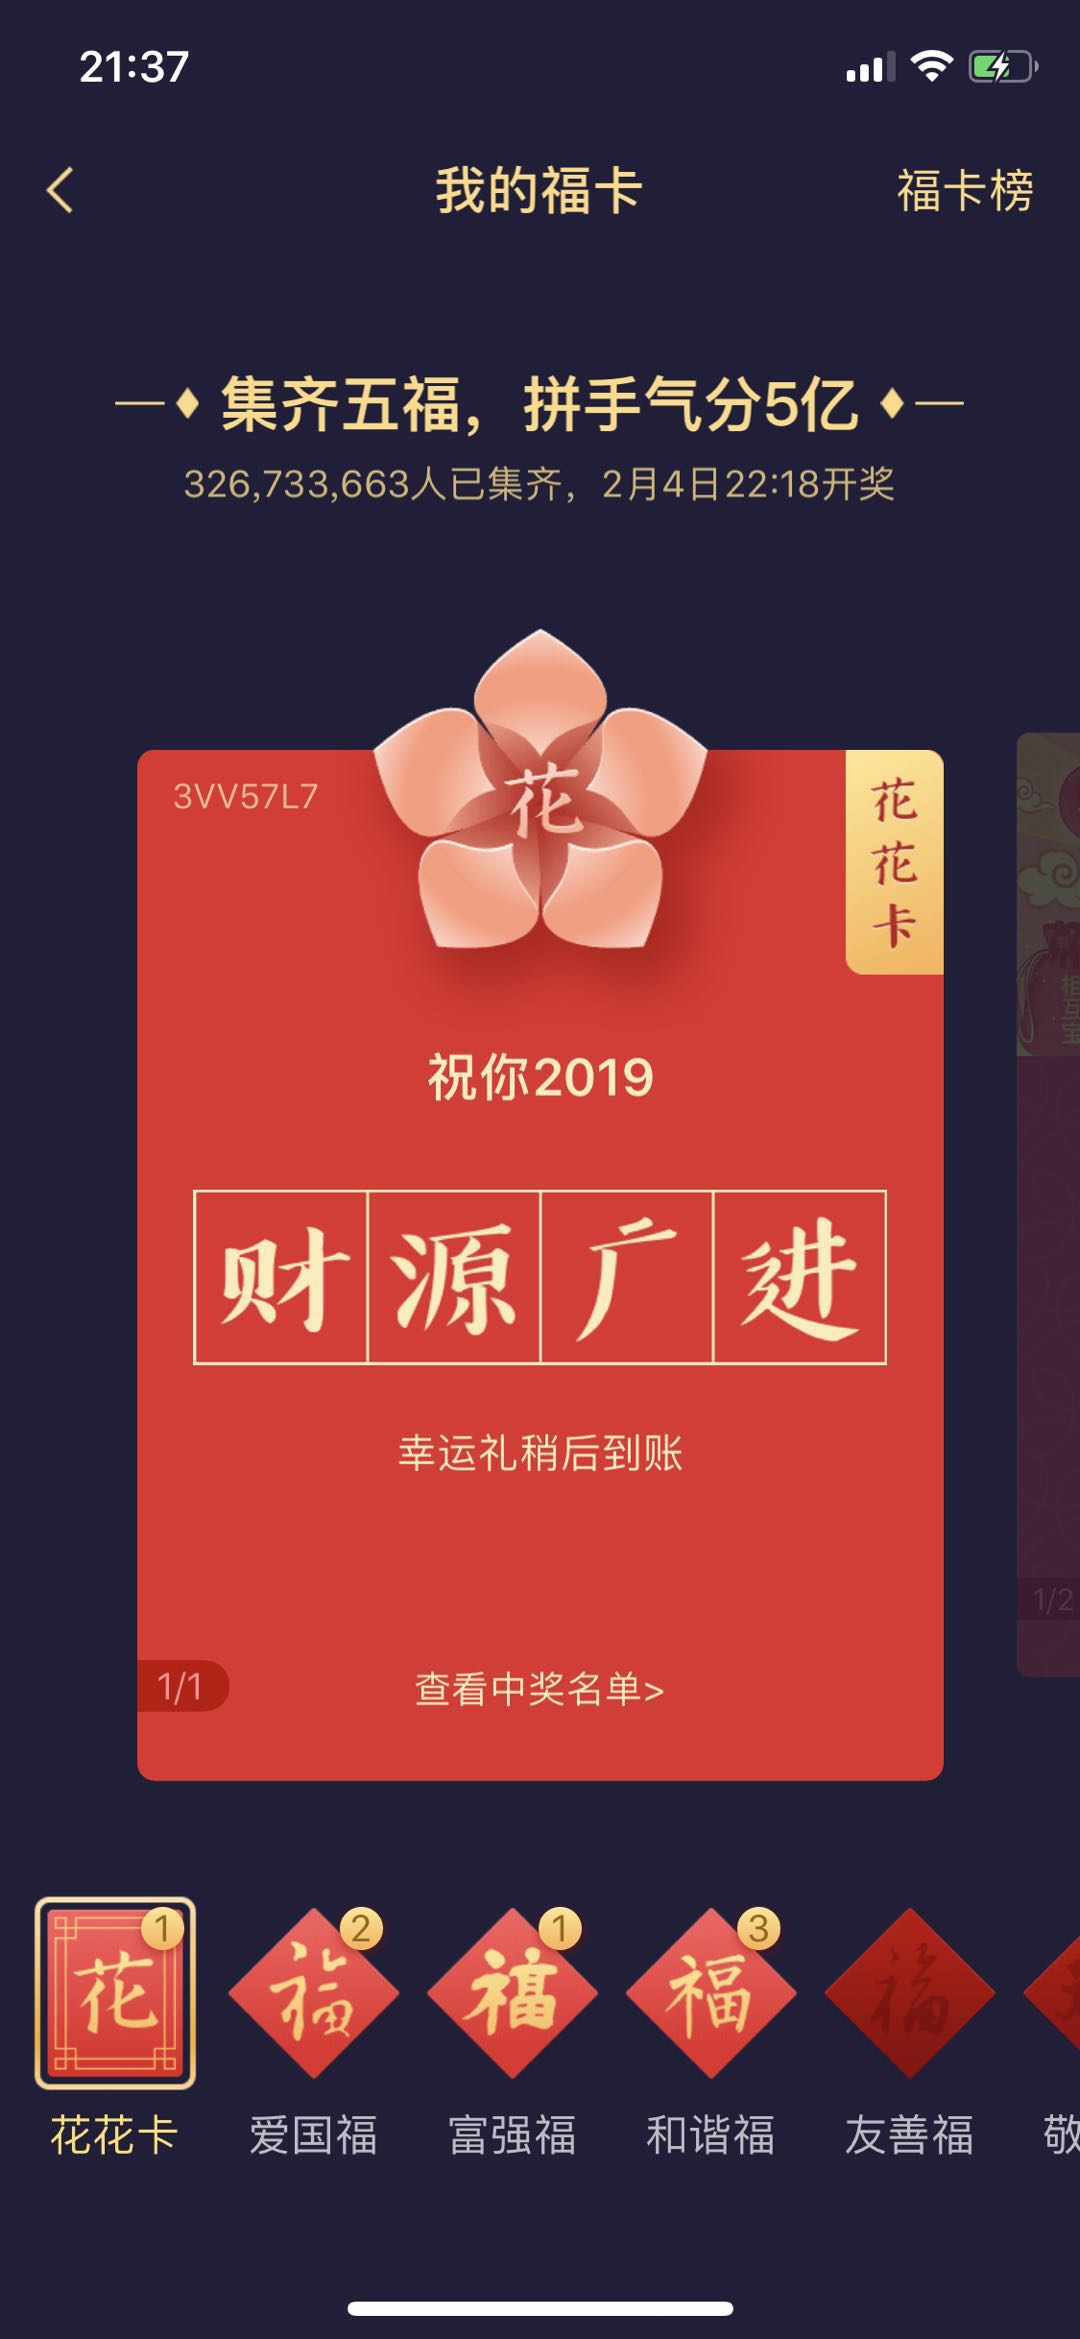 21:37
我的福卡
福卡榜
集齐五福，拼手气分5亿
326,733,663人已集齐，2月4日22:18开奖
3VV57L7
花
花花卡
祝你2019
财源广进
幸运礼稍后到账
1/1
查看中奖名单>
相互宝
1/2
花
1
福
2
福
1
福
3
福
花花卡
爱国福
富强福
和谐福
友善福
敬